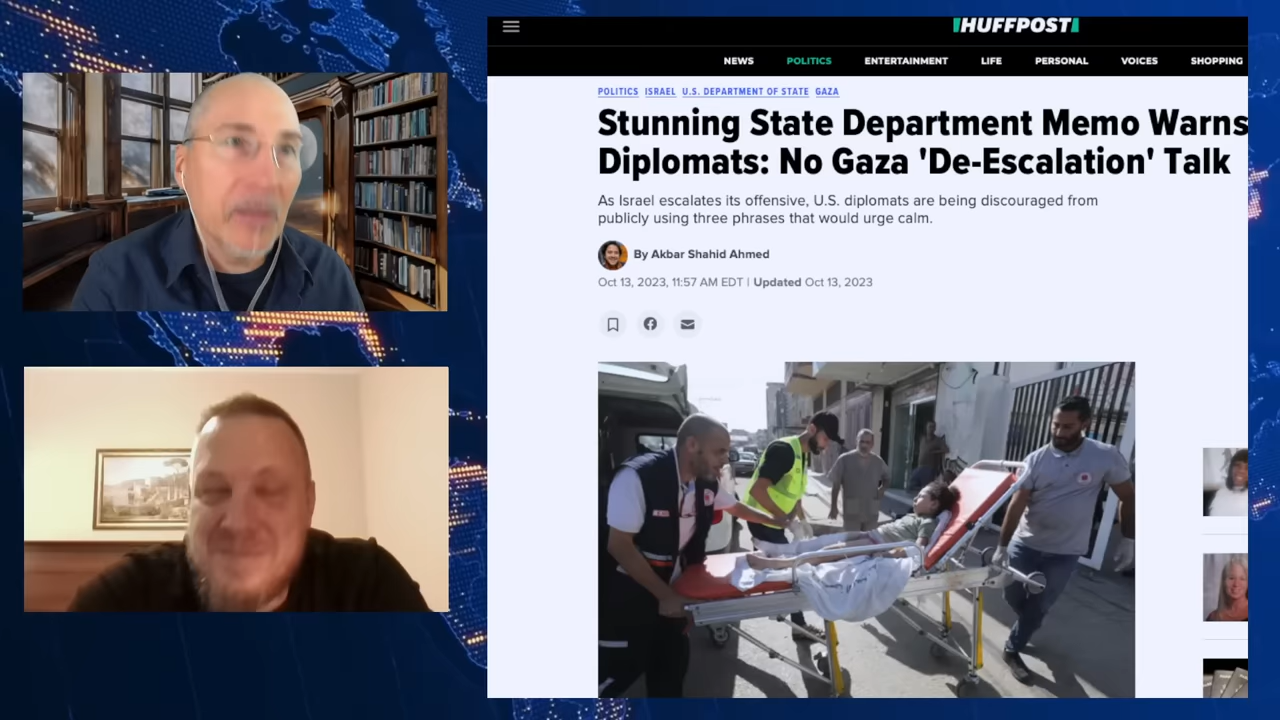 HUFFPOST
NEWS POLITICS ENTERTAINMENT LIFE PERSONAL VOICES SHOPPING
POLITICS ISRAEL U.S. DEPARTMENT OF STATE GAZA
Stunning State Department Memo Warns
Diplomats: No Gaza 'De-Escalation' Talk
As Israel escalates its offensive, U.S. diplomats are being discouraged from
publicly using three phrases that would urge calm.
By Akbar Shahid Ahmed
Oct 13, 2023, 11:57 AM EDT | Updated Oct 13, 2023